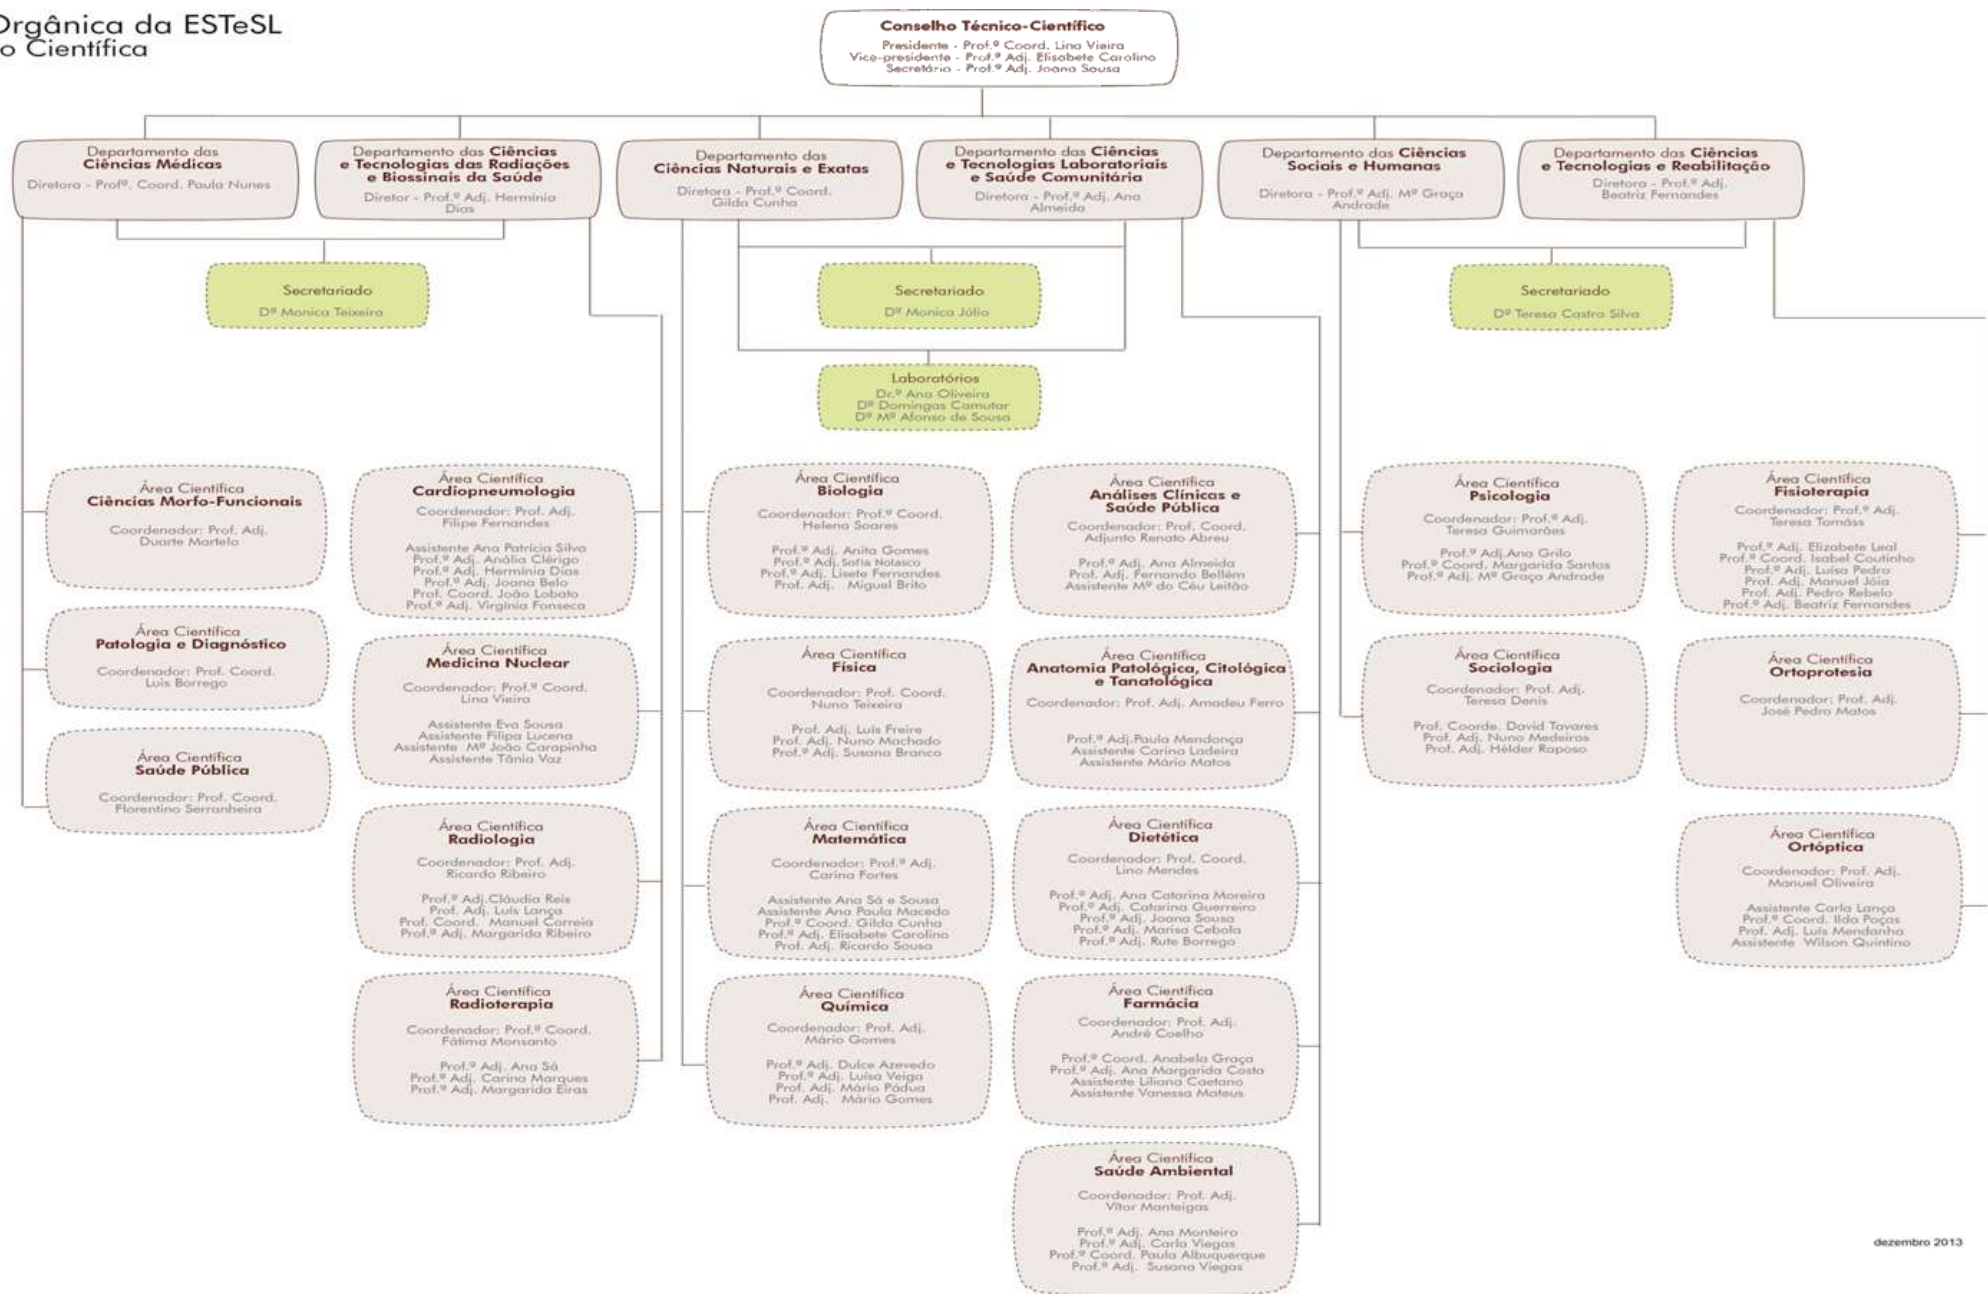 Orgânica da ESTeSL
o Científica
Conselho Técnico-Científico
Presidente - Prof.ª Coord. Lina Vieira
Vice-presidente - Prof.ª Adj. Elisabete Carolino
Secretário - Prof.ª Adj. Joana Sousa
Departamento das
Ciências Médicas
Diretora - Profª. Coord. Paula Nunes
Departamento das Ciências
e Tecnologias das Radiações
e Biossinais da Saúde
Diretor - Prof.ª Adj. Hermínia
Dias
Departamento das
Ciências Naturais e Exatas
Diretora - Prof.ª Coord.
Gilda Cunha
Departamento das Ciências
e Tecnologias Laboratoriais
e Saúde Comunitária
Diretora - Prof.ª Adj. Ana
Almeida
Departamento das Ciências
Sociais e Humanas
Diretora - Prof.ª Adj. Mª Graça
Andrade
Departamento das Ciências
e Tecnologias e Reabilitação
Diretora - Prof.ª Adj.
Beatriz Fernandes
Secretariado
Dª Monica Teixeira
Secretariado
Dª Monica Júlio
Secretariado
Dª Teresa Castro Silva
Laboratórios
Dr.ª Ana Oliveira
Dª Domingas Camutar
Dª Mª Afonso de Sousa
Área Científica
Ciências Morfo-Funcionais
Coordenador: Prof. Adj.
Duarte Martelo
Área Científica
Patologia e Diagnóstico
Coordenador: Prof. Coord.
Luis Borrego
Área Científica
Saúde Pública
Coordenador: Prof. Coord.
Florentino Serranheira
Área Científica
Cardiopneumologia
Coordenador: Prof. Adj.
Filipe Fernandes
Assistente Ana Patrícia Silva
Prof.ª Adj. Anália Clérigo
Prof.ª Adj. Hermínia Dias
Prof.ª Adj. Joana Belo
Prof. Coord. João Lobato
Prof.ª Adj. Virgínia Fonseca
Área Científica
Medicina Nuclear
Coordenador: Prof.ª Coord.
Lina Vieira
Assistente Eva Sousa
Assistente Filipa Lucena
Assistente Mª João Carapinha
Assistente Tânia Vaz
Área Científica
Radiologia
Coordenador: Prof. Adj.
Ricardo Ribeiro
Prof.ª Adj.Cláudia Reis
Prof. Adj. Luís Lança
Prof. Coord. Manuel Correia
Prof.ª Adj. Margarida Ribeiro
Área Científica
Radioterapia
Coordenador: Prof.ª Coord.
Fátima Monsanto
Prof.ª Adj. Ana Sá
Prof.ª Adj. Carina Marques
Prof.ª Adj. Margarida Eiras
Área Científica
Biologia
Coordenador: Prof.ª Coord.
Helena Soares
Prof.ª Adj. Anita Gomes
Prof.ª Adj. Sofia Nolasco
Prof.ª Adj. Lisete Fernandes
Prof. Adj. Miguel Brito
Área Científica
Física
Coordenador: Prof. Coord.
Nuno Teixeira
Prof. Adj. Luís Freire
Prof. Adj. Nuno Machado
Prof.ª Adj. Susana Branco
Área Científica
Matemática
Coordenador: Prof.ª Adj.
Carina Fortes
Assistente Ana Sá e Sousa
Assistente Ana Paula Macedo
Prof.ª Coord. Gilda Cunha
Prof.ª Adj. Elisabete Carolino
Prof. Adj. Ricardo Sousa
Área Científica
Química
Coordenador: Prof. Adj.
Mário Gomes
Prof.ª Adj. Dulce Azevedo
Prof.ª Adj. Luísa Veiga
Prof. Adj. Mário Pádua
Prof. Adj. Mário Gomes
Área Científica
Análises Clínicas e
Saúde Pública
Coordenador: Prof. Coord.
Adjunto Renato Abreu
Prof.ª Adj. Ana Almeida
Prof. Adj. Fernando Bellém
Assistente Mª do Céu Leitão
Área Científica
Anatomia Patológica, Citológica
e Tanatológica
Coordenador: Prof. Adj. Amadeu Ferro
Prof.ª Adj.Paula Mendonça
Assistente Carina Ladeira
Assistente Mário Matos
Área Científica
Dietética
Coordenador: Prof. Coord.
Lino Mendes
Prof.ª Adj. Ana Catarina Moreira
Prof.ª Adj. Catarina Guerreiro
Prof.ª Adj. Joana Sousa
Prof.ª Adj. Marisa Cebola
Prof.ª Adj. Rute Borrego
Área Científica
Farmácia
Coordenador: Prof. Adj.
André Coelho
Prof.ª Coord. Anabela Graça
Prof.ª Adj. Ana Margarida Costa
Assistente Liliana Caetano
Assistente Vanessa Mateus
Área Científica
Saúde Ambiental
Coordenador: Prof. Adj.
Vítor Manteigas
Prof.ª Adj. Ana Monteiro
Prof.ª Adj. Carla Viegas
Prof.ª Coord. Paula Albuquerque
Prof.ª Adj. Susana Viegas
Área Científica
Psicologia
Coordenador: Prof.ª Adj.
Teresa Guimarães
Prof.ª Adj.Ana Grilo
Prof.ª Coord. Margarida Santos
Prof.ª Adj. Mª Graça Andrade
Área Científica
Sociologia
Coordenador: Prof. Adj.
Teresa Denis
Prof. Coorde. David Tavares
Prof. Adj. Nuno Medeiros
Prof. Adj. Hélder Raposo
Área Científica
Fisioterapia
Coordenador: Prof.ª Adj.
Teresa Tomáss
Prof.ª Adj. Elizabete Leal
Prof.ª Coord. Isabel Coutinho
Prof.ª Adj. Luísa Pedro
Prof. Adj. Manuel Jóia
Prof. Adj. Pedro Rebelo
Prof.ª Adj. Beatriz Fernandes
Área Científica
Ortoprotesia
Coordenador: Prof. Adj.
José Pedro Matos
Área Científica
Ortóptica
Coordenador: Prof. Adj.
Manuel Oliveira
Assistente Carla Lança
Prof.ª Coord. Ilda Poças
Prof. Adj. Luís Mendanha
Assistente Wilson Quintino
dezembro 2013